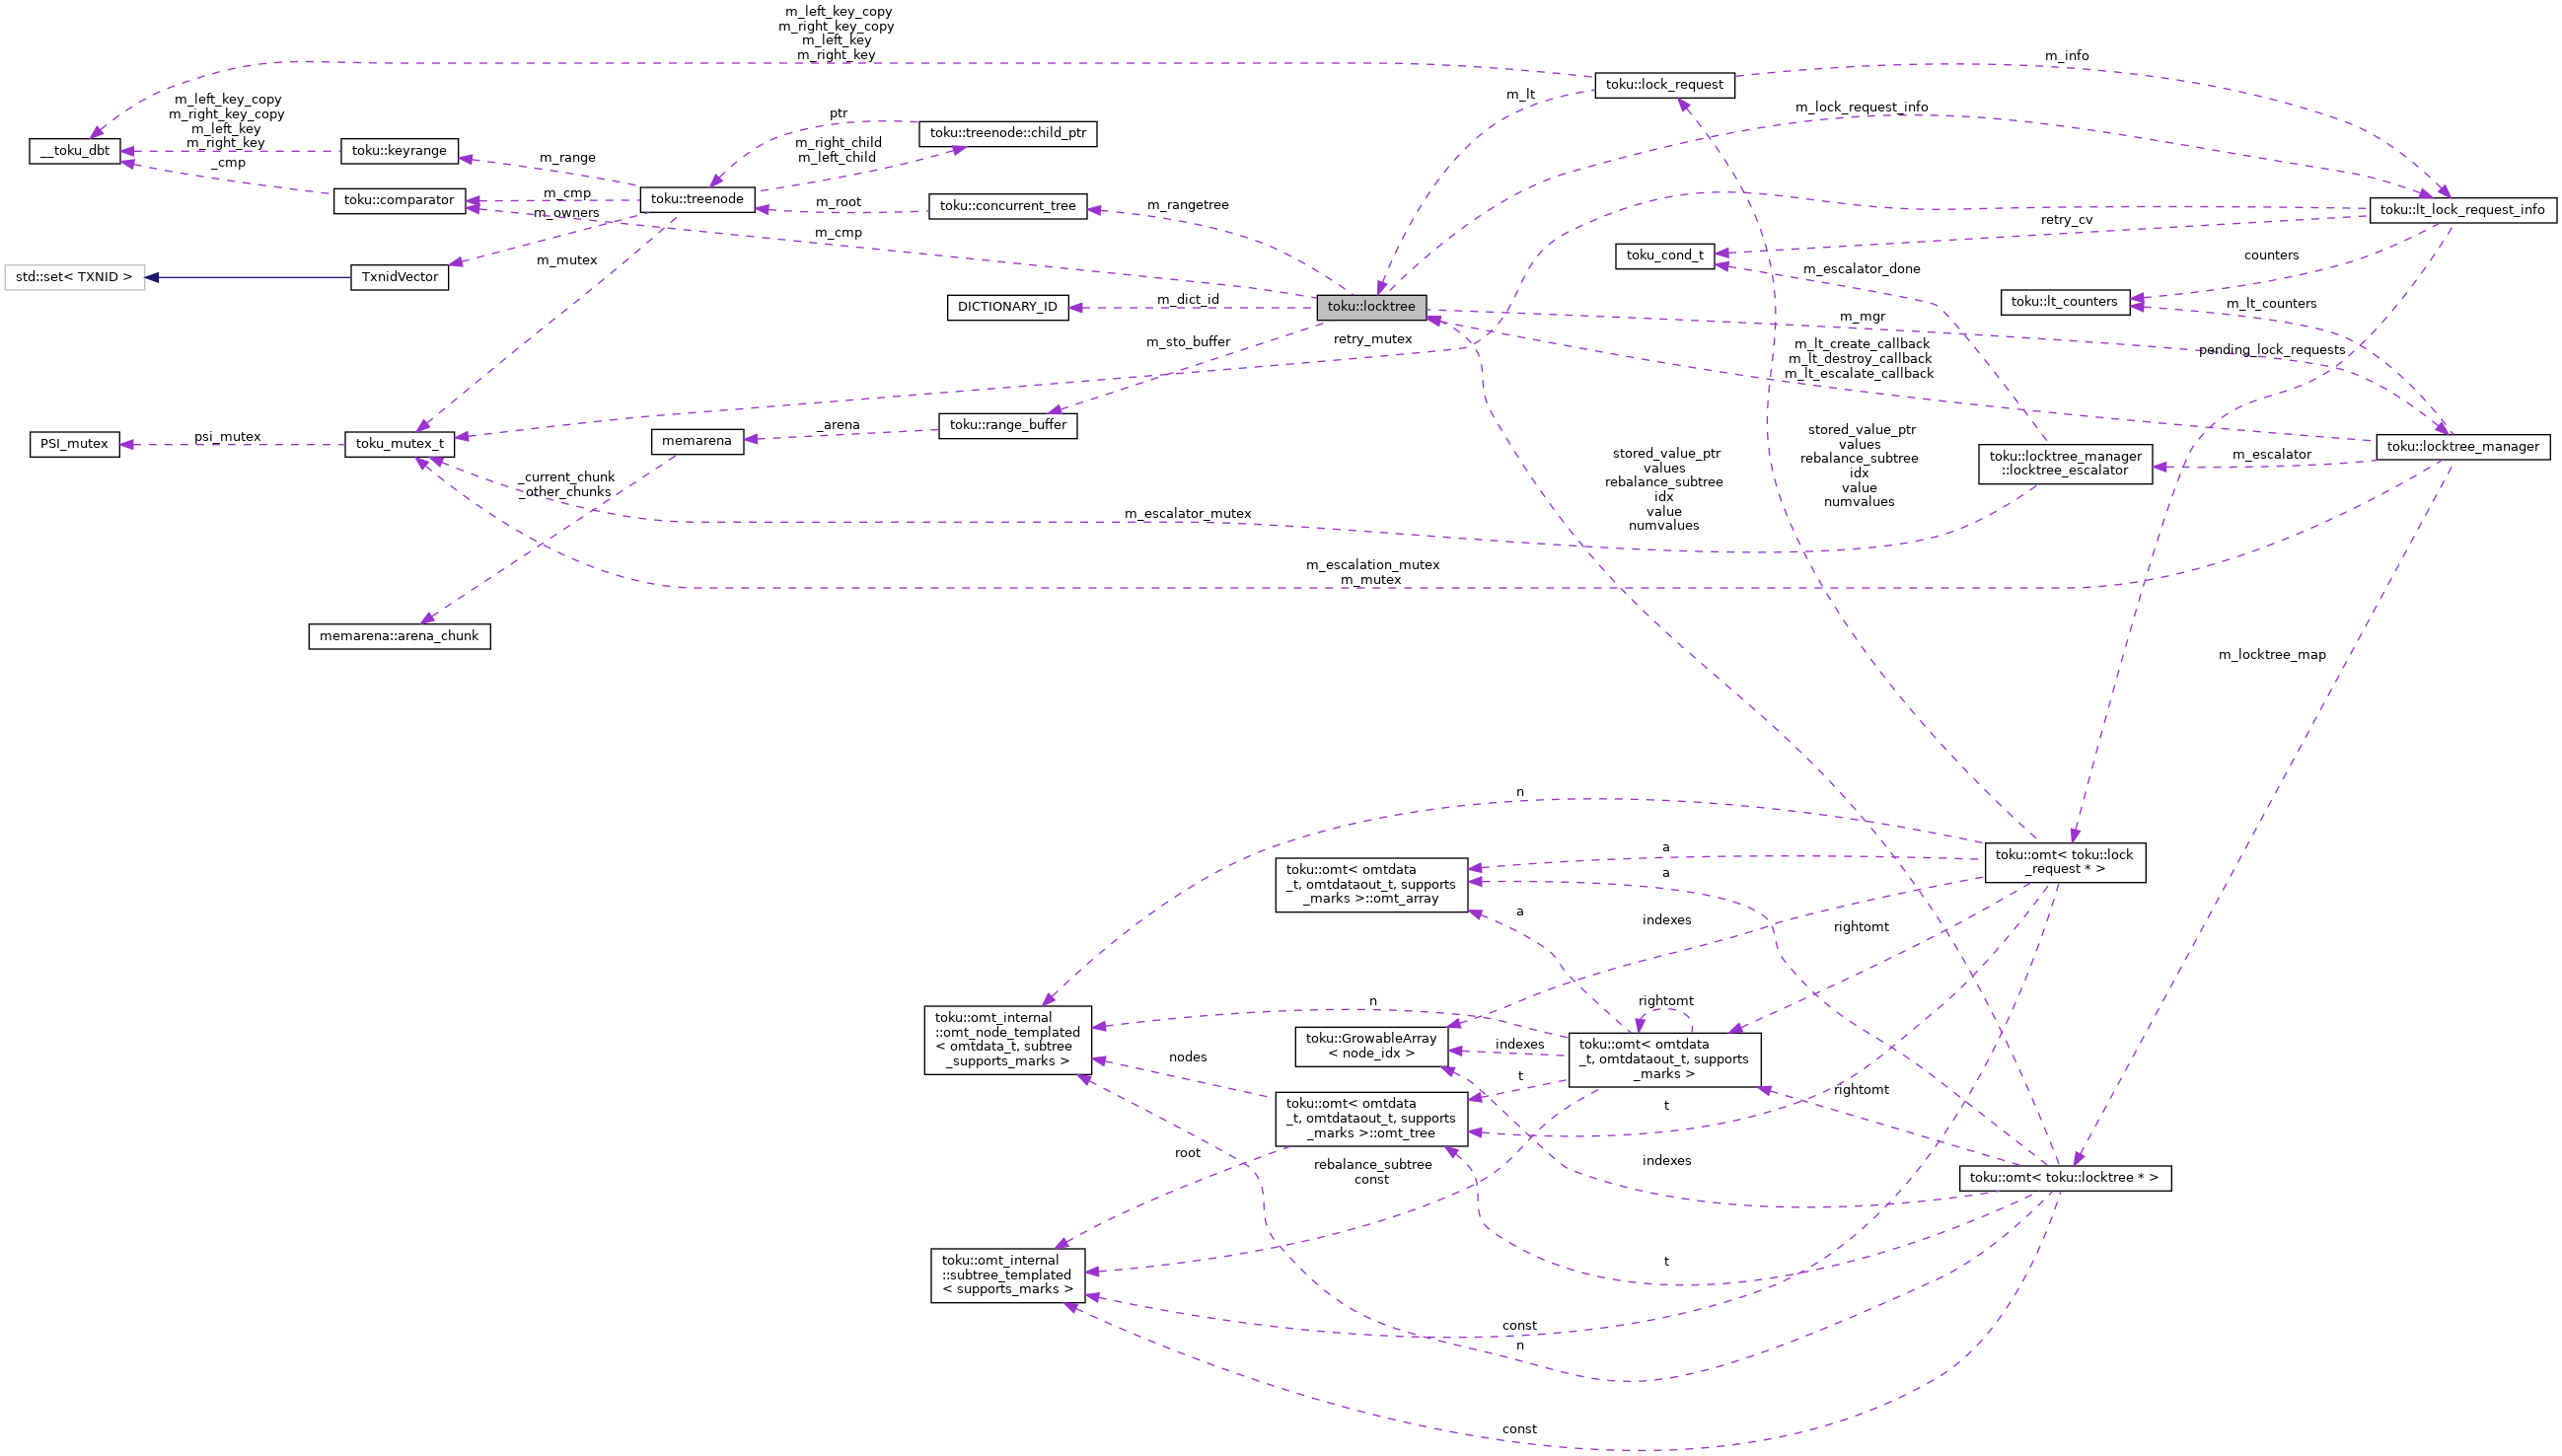 m_left_key_copy
m_right_key_copy
m_left_key
m_right_key
m_info
toku::lock_request
m_lt
m_left_key_copy
m_right_key_copy
m_left_key
m_right_key
ptr
m_lock_request_info
toku::treenode::child_ptr
__toku_dbt
toku::keyrange
m_right_child
m_left_child
m_range
_cmp
toku::comparator
m_cmp
toku::treenode
m_root
toku::concurrent_tree
m_rangetree
toku::lt_lock_request_info
m_owners
retry_cv
m_cmp
toku_cond_t
counters
m_mutex
m_escalator_done
std::set< TXNID >
TxnidVector
m_dict_id
DICTIONARY_ID
toku::locktree
toku::lt_counters
m_lt_counters
m_mgr
m_sto_buffer
retry_mutex
m_lt_create_callback
m_lt_destroy_callback
m_lt_escalate_callback
pending_lock_requests
_arena
toku::range_buffer
PSI_mutex
psi_mutex
toku_mutex_t
memarena
stored_value_ptr
values
rebalance_subtree
idx
value
numvalues
toku::locktree_manager
toku::locktree_manager
::locktree_escalator
m_escalator
stored_value_ptr
values
rebalance_subtree
idx
value
numvalues
_current_chunk
_other_chunks
m_escalator_mutex
m_escalation_mutex
m_mutex
memarena::arena_chunk
m_locktree_map
n
a
toku::omt< toku::lock
_request * >
toku::omt< omtdata
_t, omtdataout_t, supports
_marks >::omt_array
a
a
indexes
rightomt
n
rightomt
toku::omt_internal
::omt_node_templated
< omtdata_t, subtree
_supports_marks >
toku::GrowableArray
< node_idx >
indexes
toku::omt< omtdata
_t, omtdataout_t, supports
_marks >
nodes
t
rightomt
toku::omt< omtdata
_t, omtdataout_t, supports
_marks >::omt_tree
t
root
rebalance_subtree
const
indexes
toku::omt< toku::locktree * >
toku::omt_internal
::subtree_templated
< supports_marks >
t
const
n
const